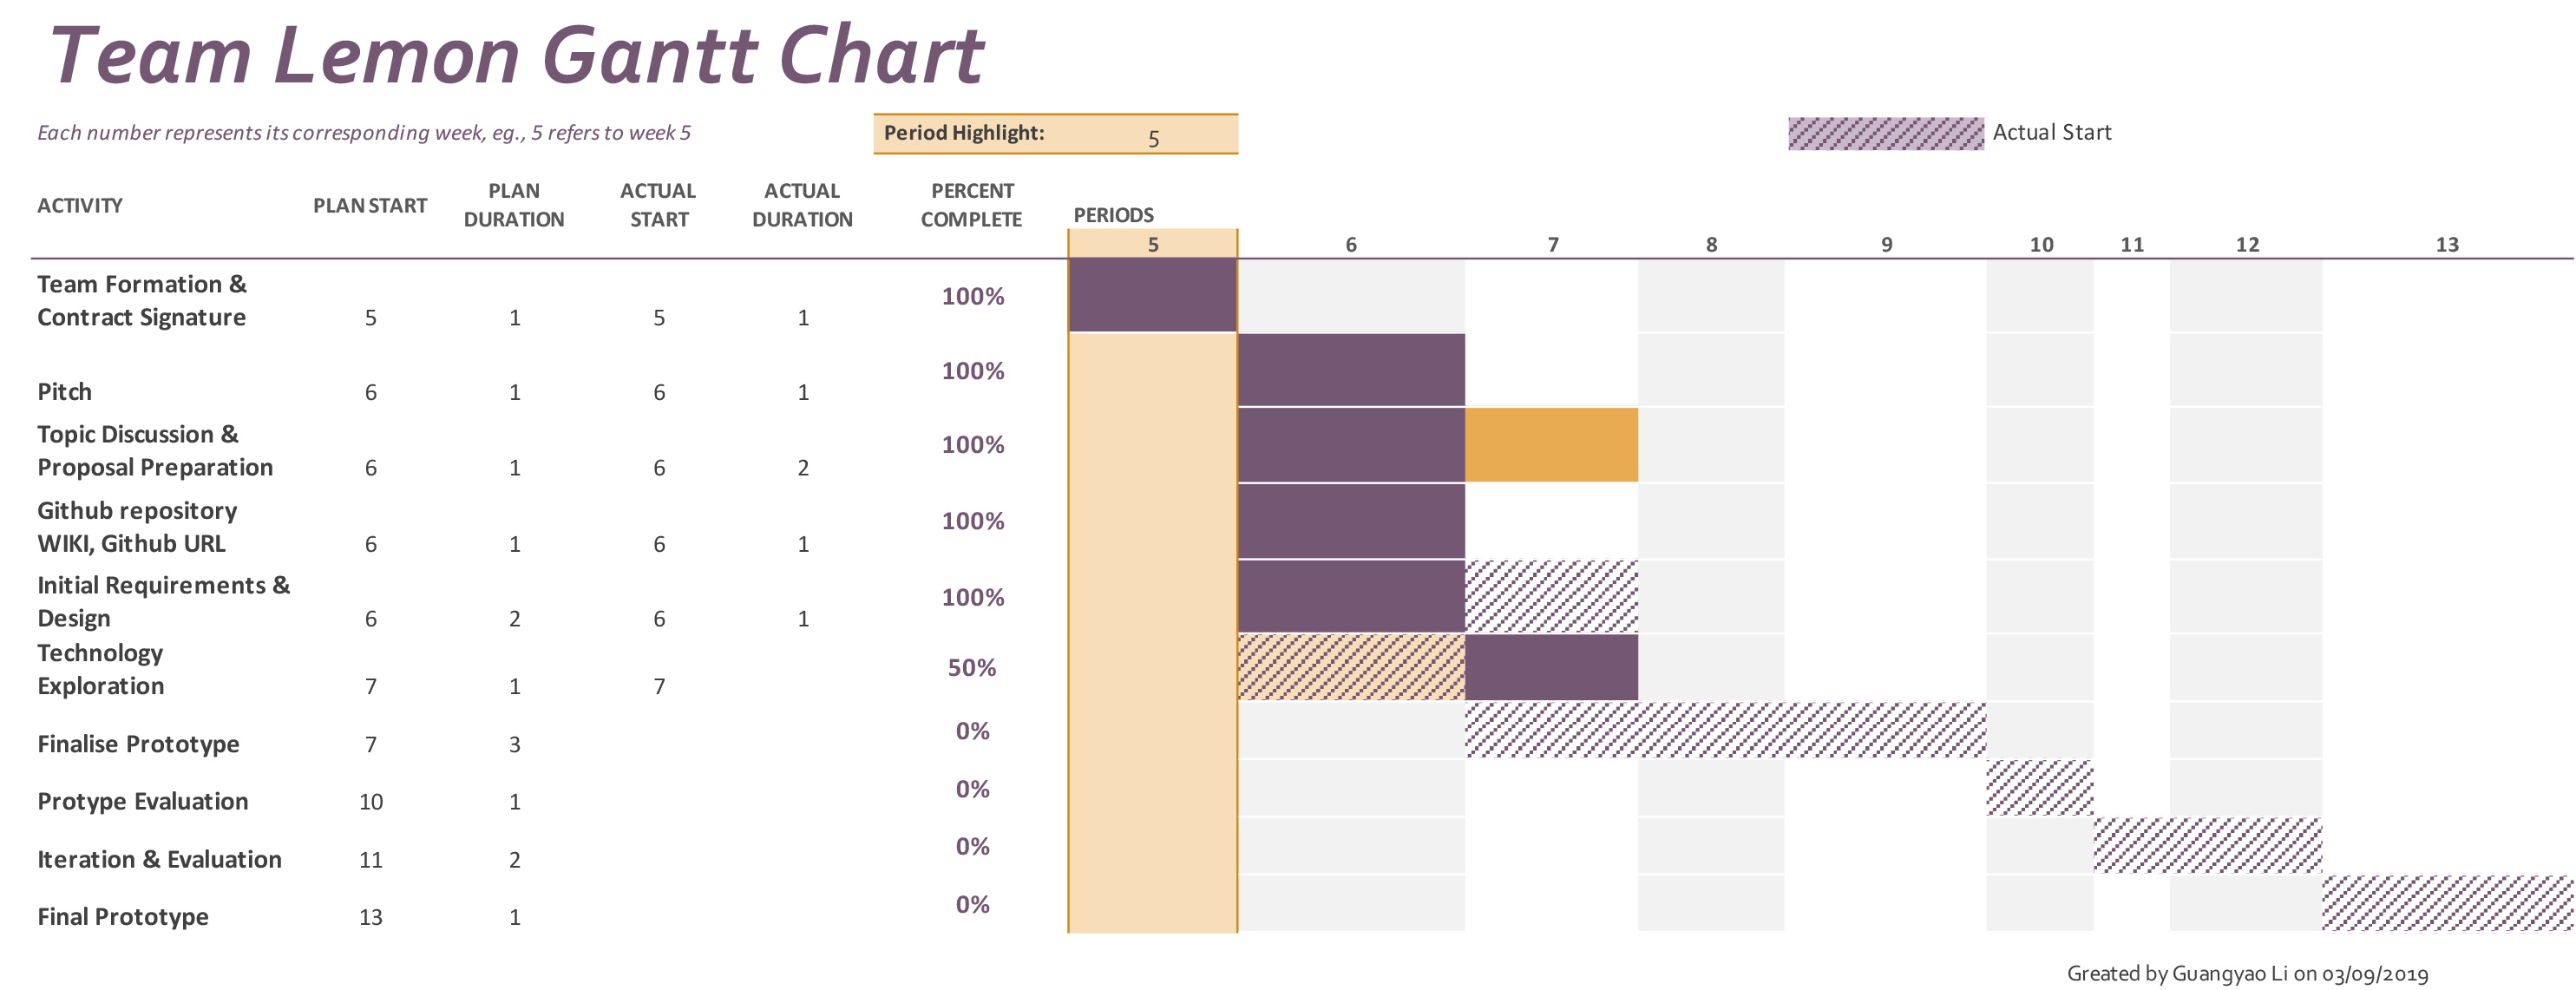 Team Lemon Gantt Chart
Each number represents its corresponding week, eg., 5 refers to week 5
Period Highlight: 5
Actual Start
ACTIVITY PLAN START PLAN DURATION ACTUAL START ACTUAL DURATION PERCENT COMPLETE PERIODS
5 6 7 8 9 10 11 12 13
Team Formation &
Contract Signature 5 1 5 1 100%
Pitch 6 1 6 1 100%
Topic Discussion &
Proposal Preparation 6 1 6 2 100%
Github repository
WIKI, Github URL 6 1 6 1 100%
Initial Requirements &
Design 6 2 6 1 100%
Technology
Exploration 7 1 7 50%
Finalise Prototype 7 3 0%
Protype Evaluation 10 1 0%
Iteration & Evaluation 11 2 0%
Final Prototype 13 1 0%
Greated by Guangyao Li on 03/09/2019